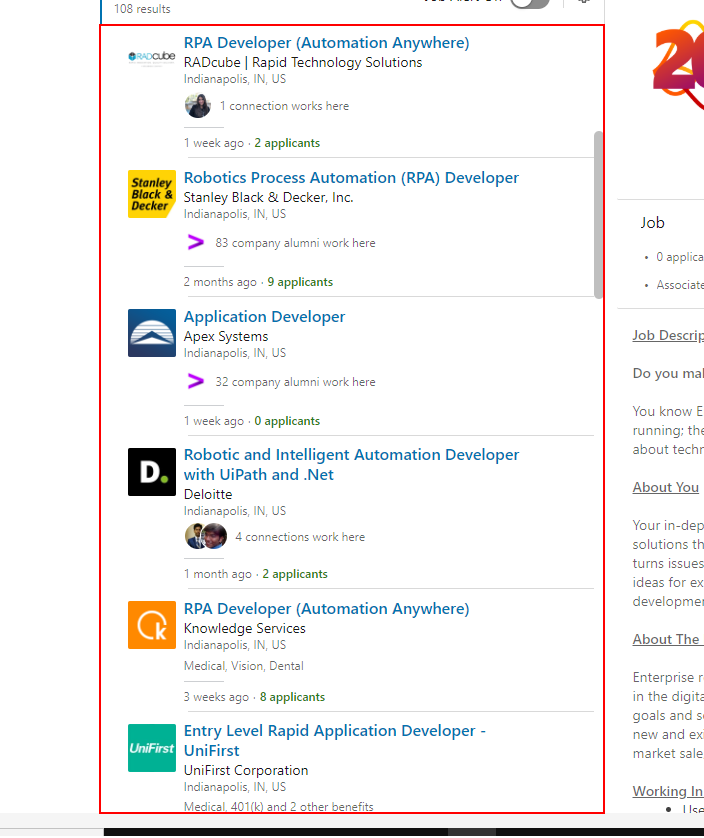 108 results
RPA Developer (Automation Anywhere)
RADcube
RADcube | Rapid Technology Solutions
Indianapolis, IN, US
1 connection works here
1 week ago · 2 applicants
Stanley
Black &
Decker
Robotics Process Automation (RPA) Developer
Stanley Black & Decker, Inc.
Indianapolis, IN, US
83 company alumni work here
2 months ago · 9 applicants
Application Developer
Apex Systems
Indianapolis, IN, US
32 company alumni work here
1 week ago · 0 applicants
D.
Robotic and Intelligent Automation Developer
with UiPath and .Net
Deloitte
Indianapolis, IN, US
4 connections work here
1 month ago · 2 applicants
k
RPA Developer (Automation Anywhere)
Knowledge Services
Indianapolis, IN, US
Medical, Vision, Dental
3 weeks ago · 8 applicants
UniFirst
Entry Level Rapid Application Developer -
UniFirst
UniFirst Corporation
Indianapolis, IN, US
Medical, 401(k) and 2 other benefits
20
Job
• 0 applica
• Associate
Job Descrip
Do you mal
You know E
running; the
about techn
About You
Your in-dep
solutions th
turns issues
ideas for ex
developmen
About The
Enterprise r
in the digita
goals and s
new and exi
market sale
Working In
• Use